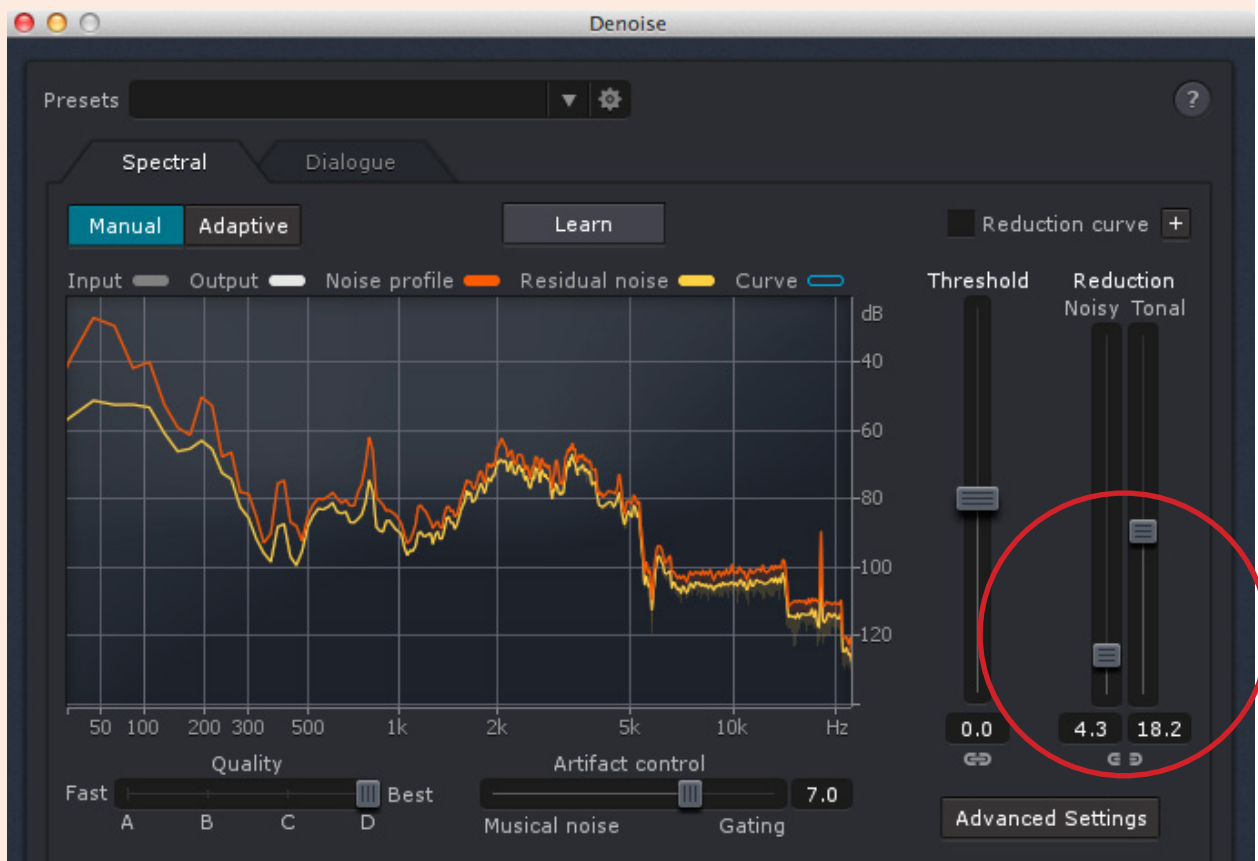 Denoise
Presets
?
Spectral Dialogue
Manual Adaptive Learn Reduction curve +
Input Output Noise profile Residual noise Curve Threshold Reduction
Noisy Tonal
dB
-40
-60
-80
-100
-120
50 100 200 300 500 1k 2k 5k 10k Hz
0.0 4.3 18.2
Quality Artifact control
Fast Best 7.0
A B C D Musical noise Gating
Advanced Settings